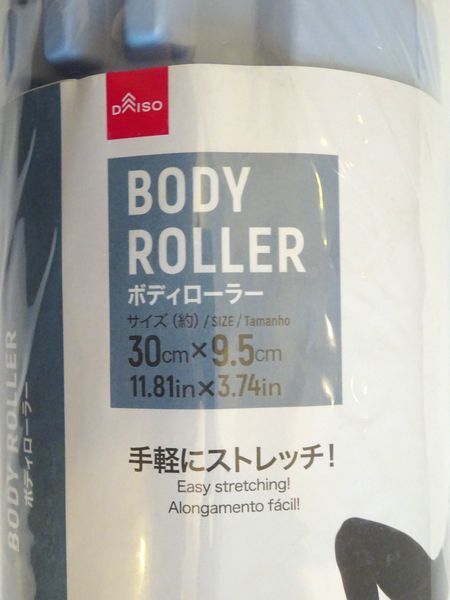 DAISO
BODY
ROLLER
ボディローラー
サイズ（約）/ SIZE / Tamanho
30cm×9.5cm
11.81in×3.74in
手軽にストレッチ！
Easy stretching!
Alongamento fácil!
BODY ROLLER
ボディローラー